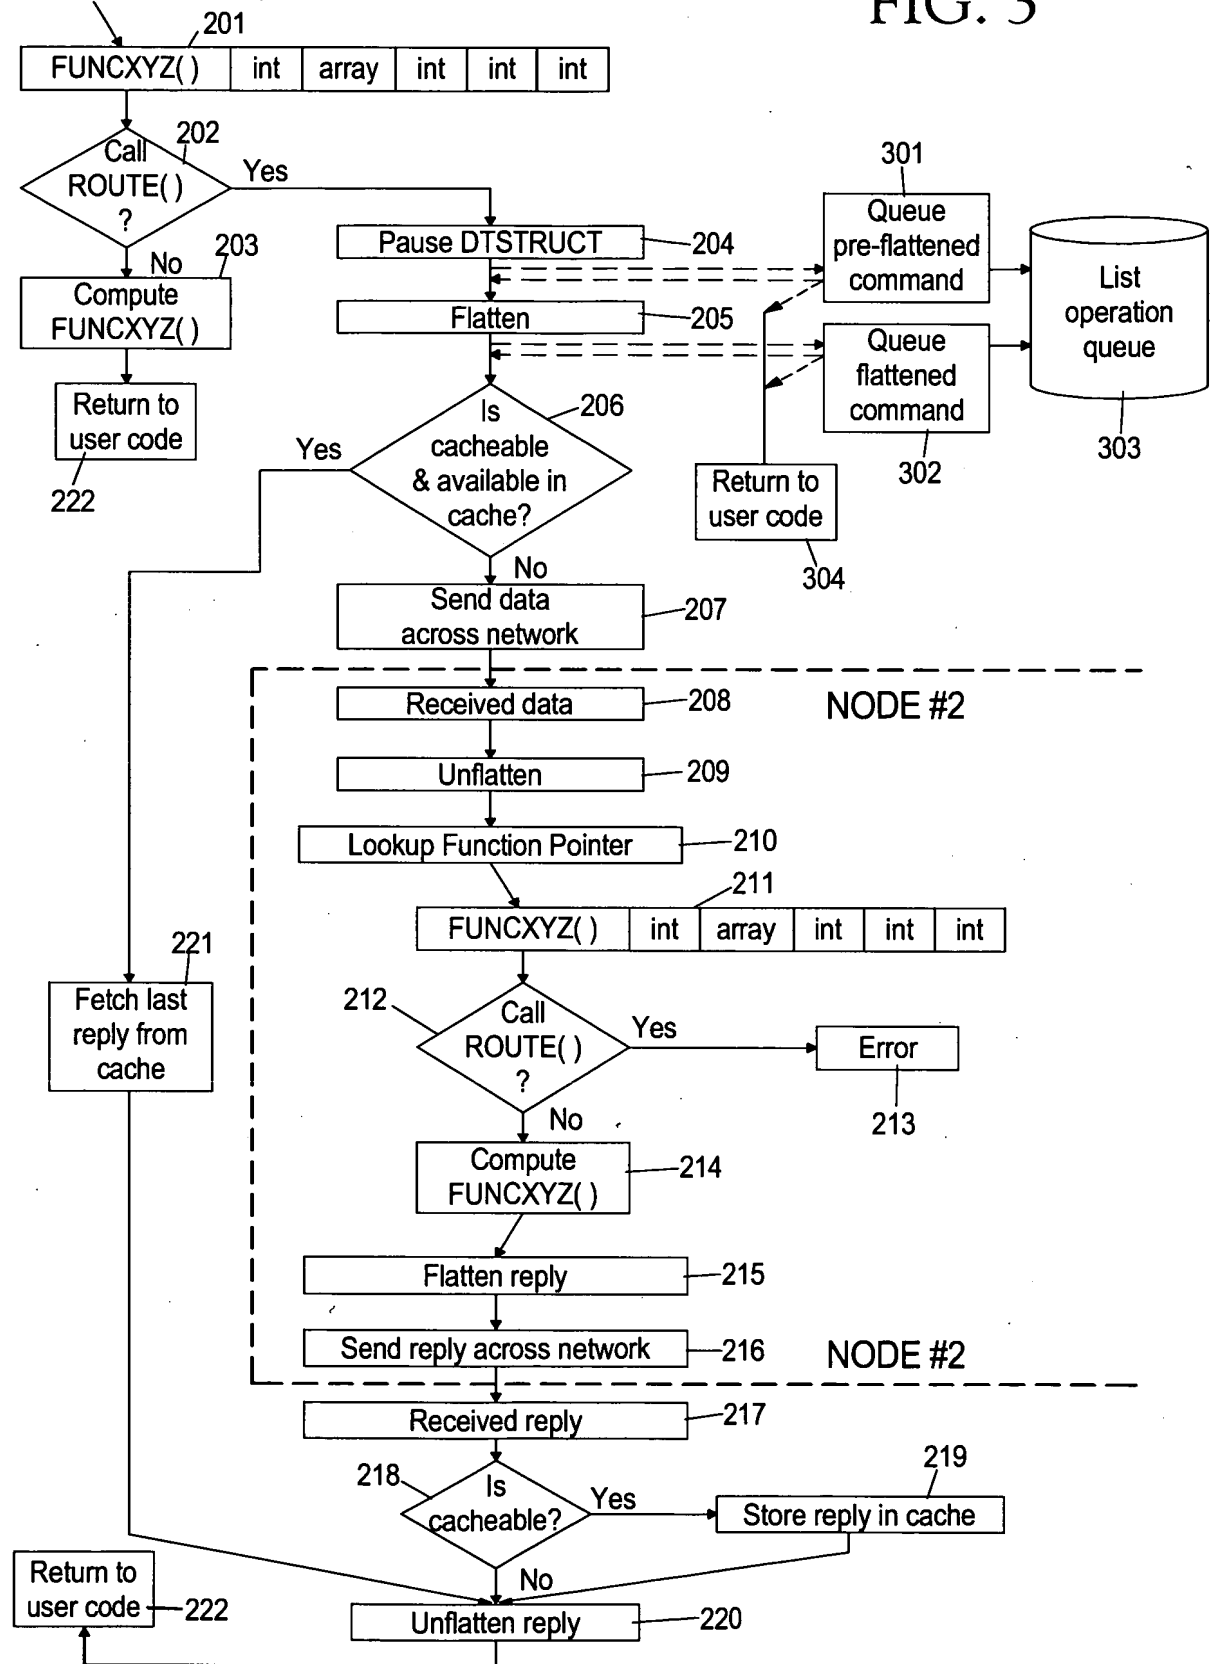 FIG. 3
201
FUNCXYZ( ) int array int int int
202
Call
ROUTE( )
?
Yes
No
203
Compute
FUNCXYZ( )
Return to
user code
222
Pause DTSTRUCT
204
Flatten
205
301
Queue
pre-flattened
command
Queue
flattened
command
302
List
operation
queue
303
Return to
user code
304
206
Is
cacheable
& available in
cache?
Yes
No
Send data
across network
207
Received data
208
NODE #2
Unflatten
209
Lookup Function Pointer
210
211
FUNCXYZ( ) int array int int int
212
Call
ROUTE( )
?
Yes
Error
213
No
Compute
FUNCXYZ( )
214
221
Fetch last
reply from
cache
Flatten reply
215
Send reply across network
216
NODE #2
Received reply
217
218
Is
cacheable?
Yes
219
Store reply in cache
No
Return to
user code
222
Unflatten reply
220